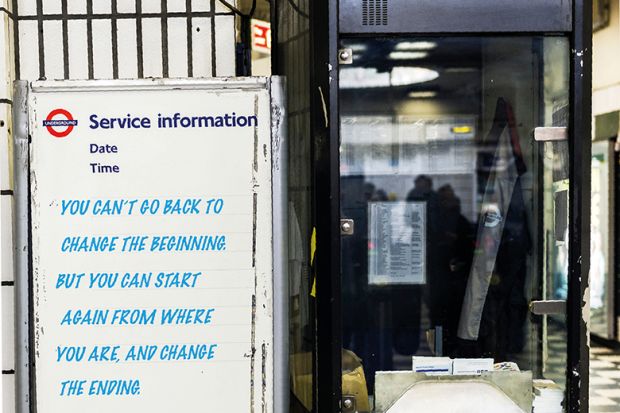 UNDERGROUND
Service information
Date
Time
YOU CAN'T GO BACK TO
CHANGE THE BEGINNING.
BUT YOU CAN START
AGAIN FROM WHERE
YOU ARE, AND CHANGE
THE ENDING.